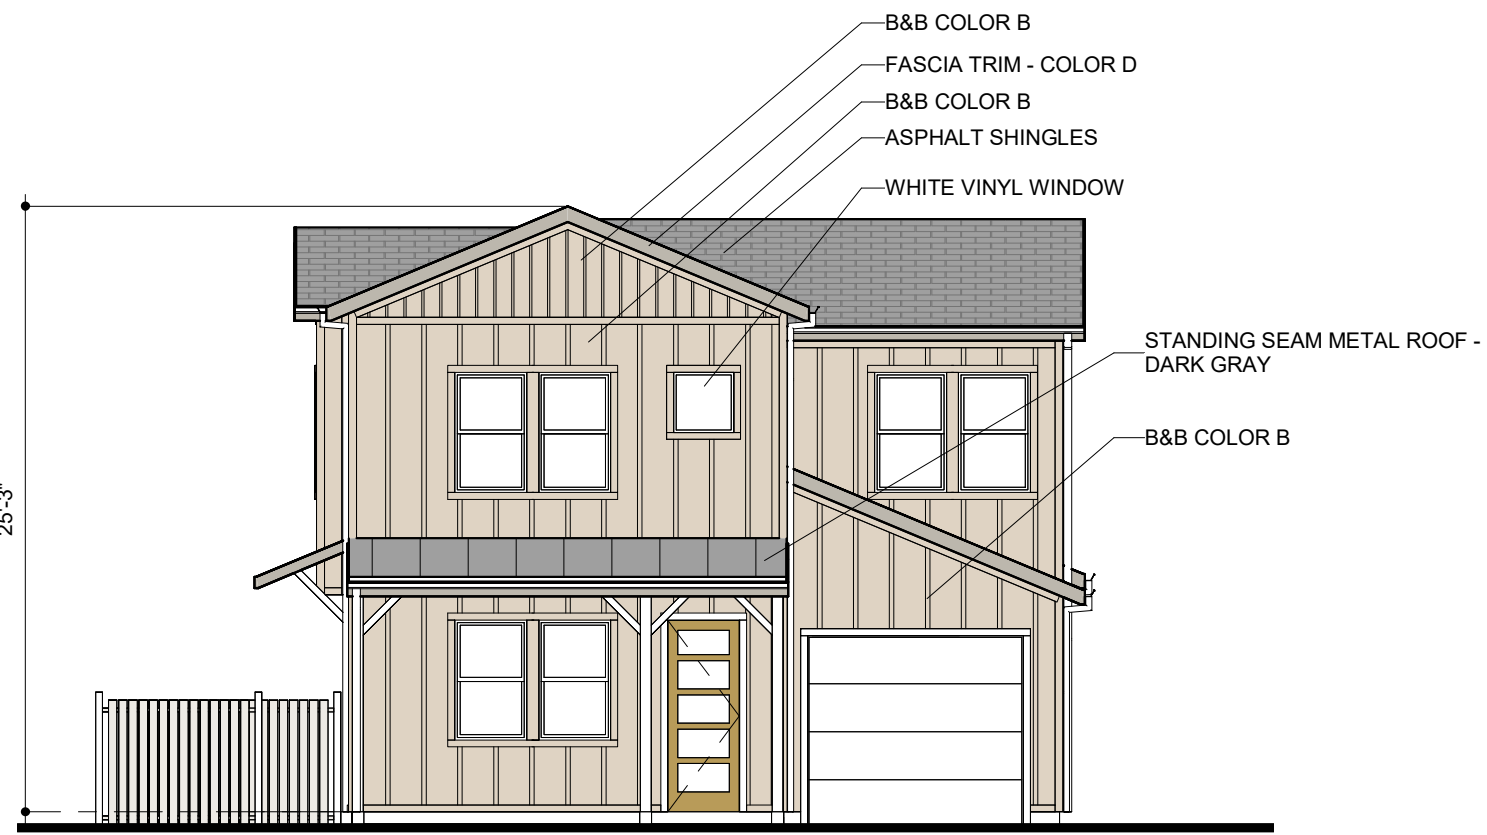 B&B COLOR B
FASCIA TRIM - COLOR D
B&B COLOR B
ASPHALT SHINGLES
WHITE VINYL WINDOW
STANDING SEAM METAL ROOF -
DARK GRAY
B&B COLOR B
25'-3"